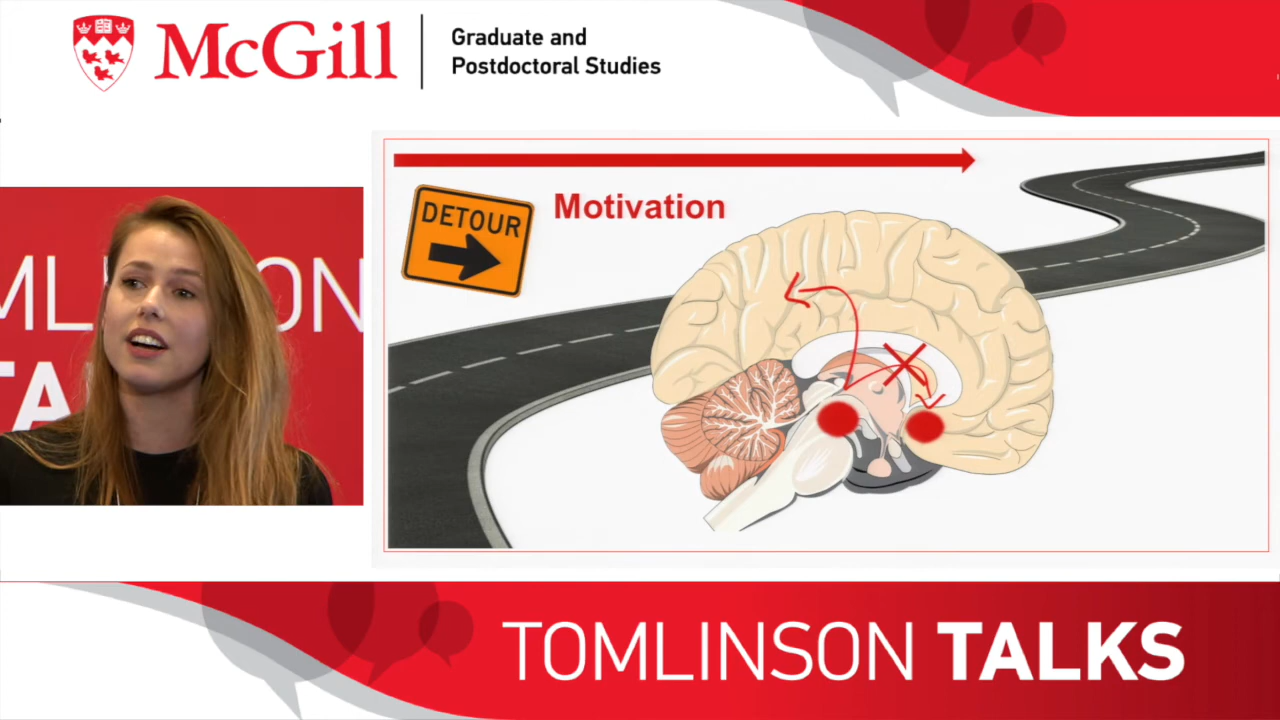 McGill
Graduate and
Postdoctoral Studies
DETOUR
Motivation
TOMLINSON TALKS